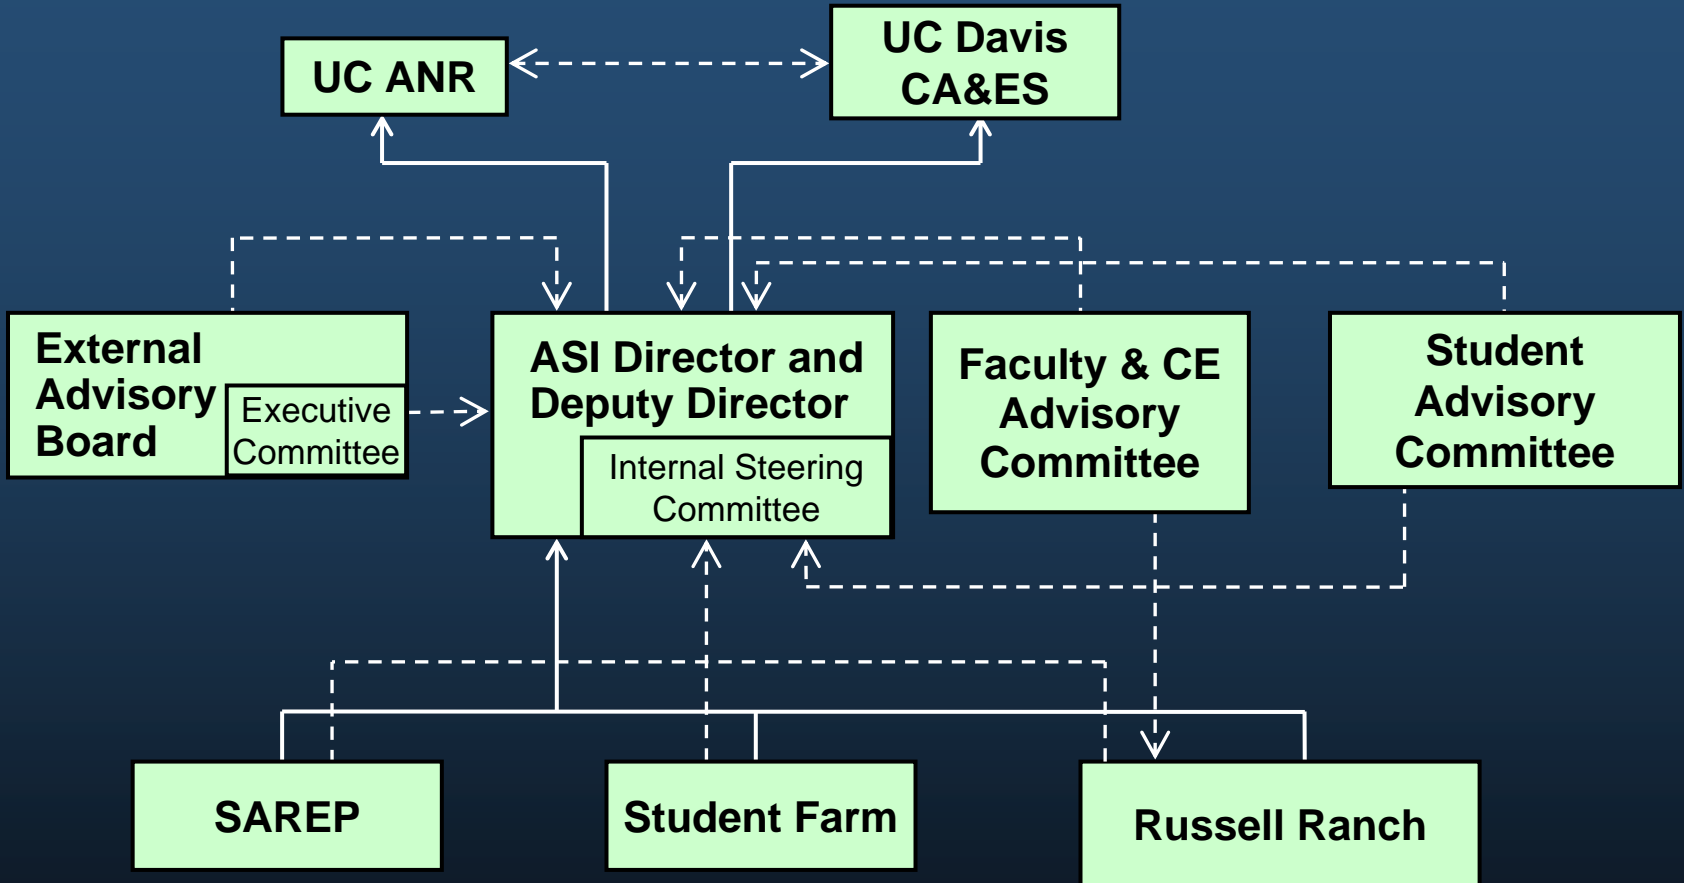 UC ANR
UC Davis
CA&ES
External
Advisory
Board
Executive
Committee
ASI Director and
Deputy Director
Internal Steering
Committee
Faculty & CE
Advisory
Committee
Student
Advisory
Committee
SAREP
Student Farm
Russell Ranch